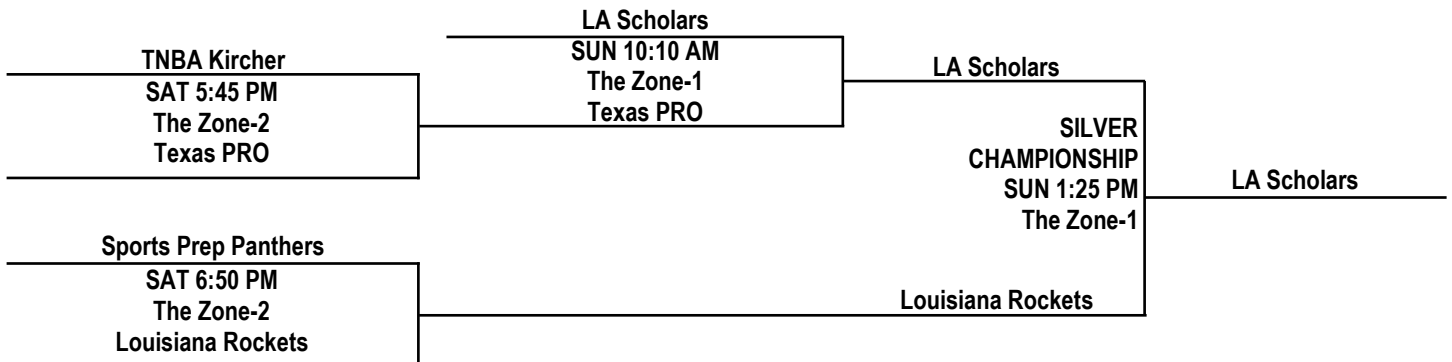 LA Scholars
TNBA Kircher
SUN 10:10 AM
LA Scholars
SAT 5:45 PM
The Zone-1
The Zone-2
Texas PRO
Texas PRO
SILVER
CHAMPIONSHIP
SUN 1:25 PM
LA Scholars
The Zone-1
Sports Prep Panthers
SAT 6:50 PM
The Zone-2
Louisiana Rockets
Louisiana Rockets